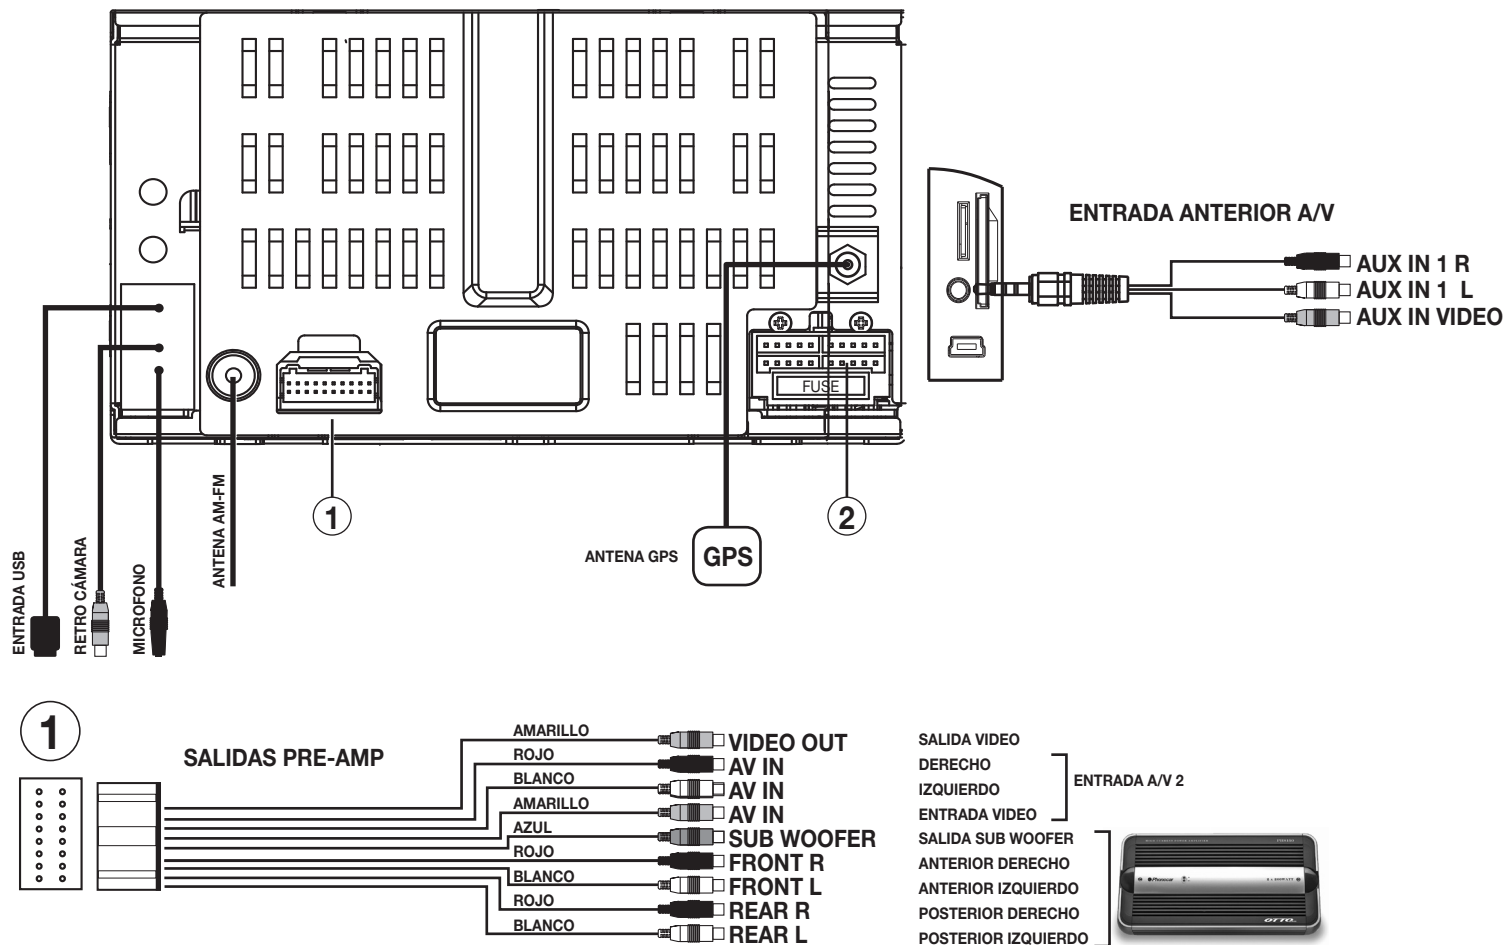 ENTRADA ANTERIOR A/V
AUX IN 1 R
AUX IN 1 L
AUX IN VIDEO
FUSE
1
2
ANTENA GPS
GPS
ENTRADA USB
RETRO CÁMARA
MICROFONO
ANTENA AM-FM
1
SALIDAS PRE-AMP
AMARILLO VIDEO OUT SALIDA VIDEO
ROJO AV IN DERECHO
BLANCO AV IN IZQUIERDO
ENTRADA A/V 2
AMARILLO AV IN ENTRADA VIDEO
AZUL SUB WOOFER SALIDA SUB WOOFER
ROJO FRONT R ANTERIOR DERECHO
BLANCO FRONT L ANTERIOR IZQUIERDO
ROJO REAR R POSTERIOR DERECHO
BLANCO REAR L POSTERIOR IZQUIERDO
Phonocar
OTTO